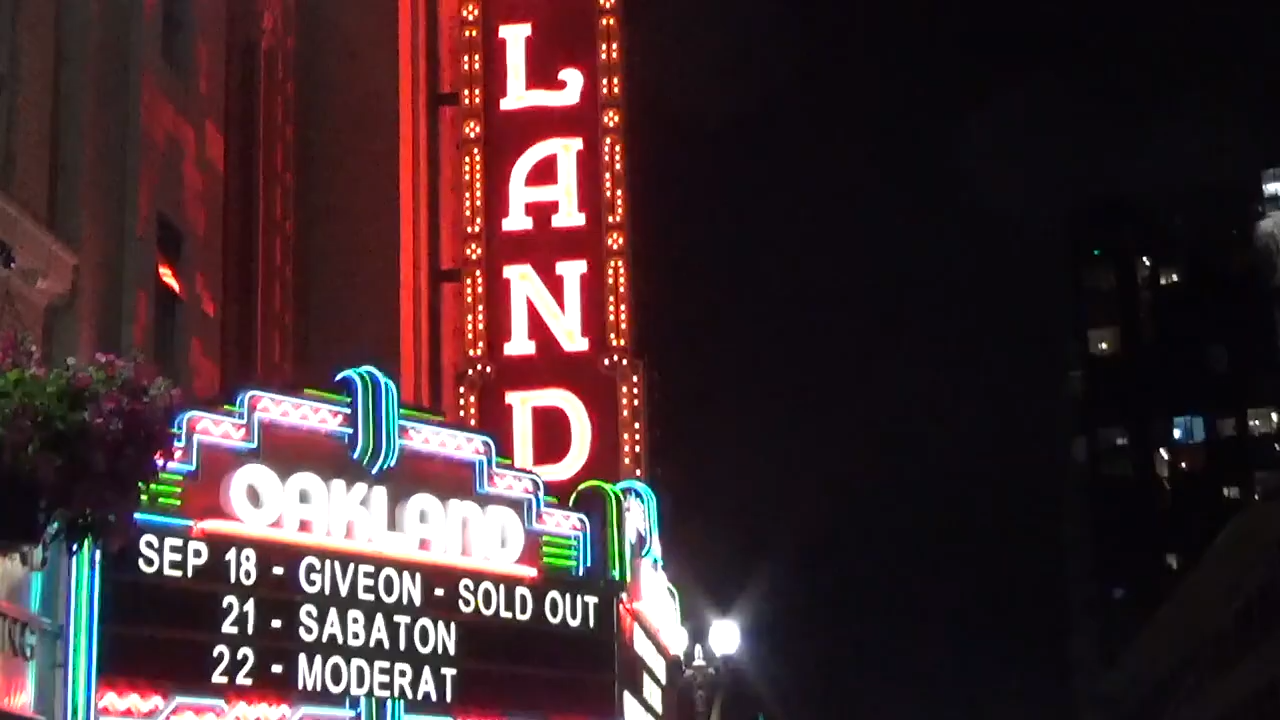 LAND
OAKLAND
SEP 18 - GIVEON - SOLD OUT
21 - SABATON
22 - MODERAT